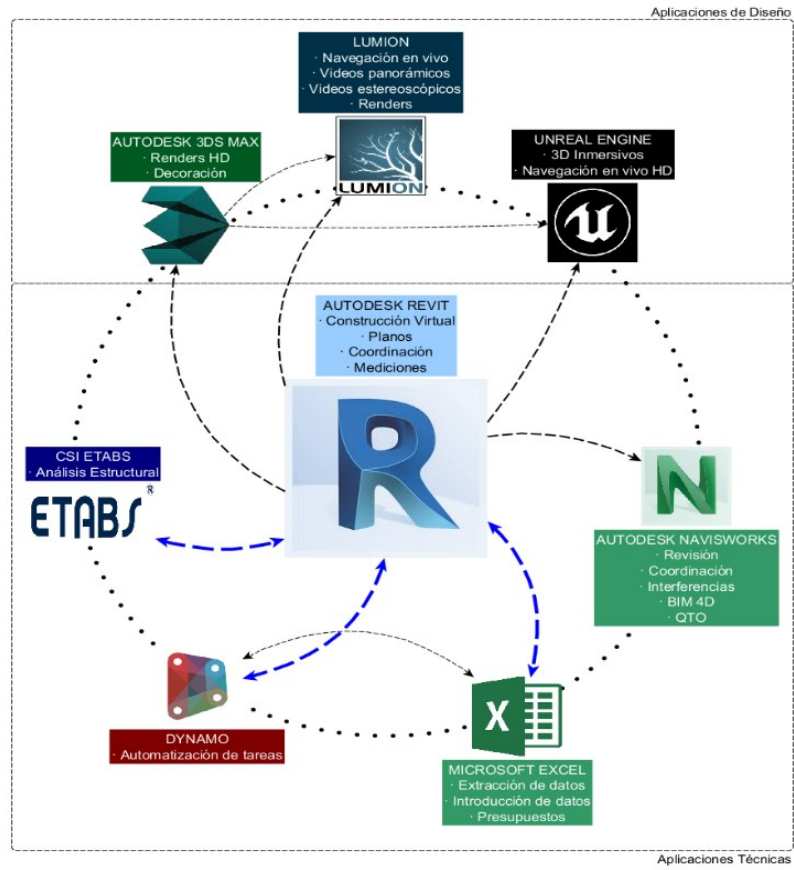 Aplicaciones de Diseño
LUMION
· Navegación en vivo
· Videos panorámicos
· Videos estereoscópicos
· Renders
LUMION
AUTODESK 3DS MAX
· Renders HD
· Decoración
UNREAL ENGINE
· 3D Inmersivos
· Navegación en vivo HD
AUTODESK REVIT
· Construcción Virtual
· Planos
· Coordinación
· Mediciones
R
CSI ETABS
· Análisis Estructural
ETABS®
N
AUTODESK NAVISWORKS
· Revisión
· Coordinación
· Interferencias
· BIM 4D
· QTO
DYNAMO
· Automatización de tareas
X
MICROSOFT EXCEL
· Extracción de datos
· Introducción de datos
· Presupuestos
Aplicaciones Técnicas